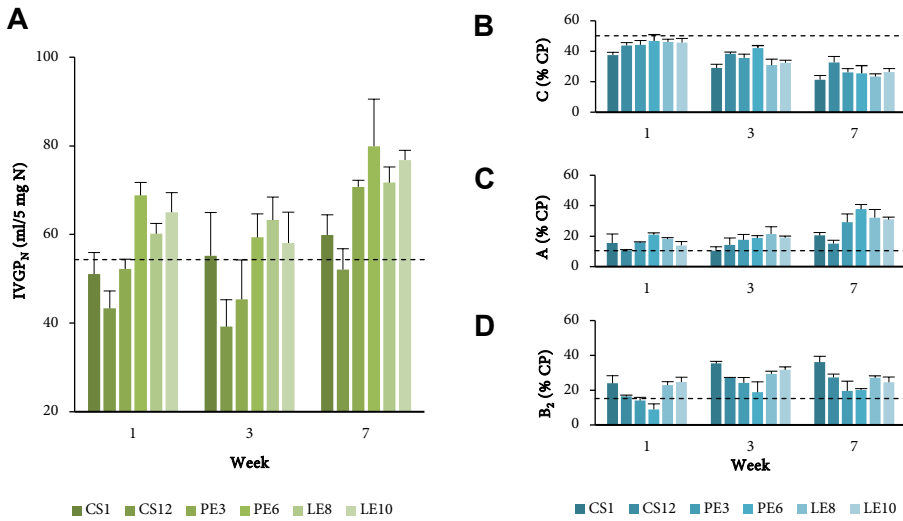 A
100
80
60
40
20
IVGPN (ml/5 mg N)
1 3 7
Week
CS1 CS12 PE3 PE6 LE8 LE10
B
60
40
20
0
C (% CP)
1 3 7
C
60
40
20
0
A (% CP)
1 3 7
D
60
40
20
0
B2 (% CP)
1 3 7
Week
CS1 CS12 PE3 PE6 LE8 LE10